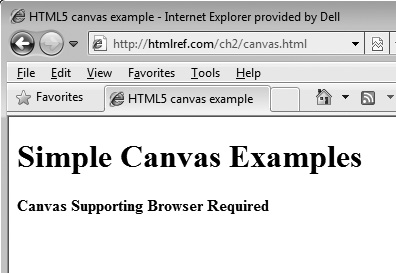 HTML5 canvas example - Internet Explorer provided by Dell
http://htmlref.com/ch2/canvas.html
File Edit View Favorites Tools Help
Favorites HTML5 canvas example
Simple Canvas Examples
Canvas Supporting Browser Required